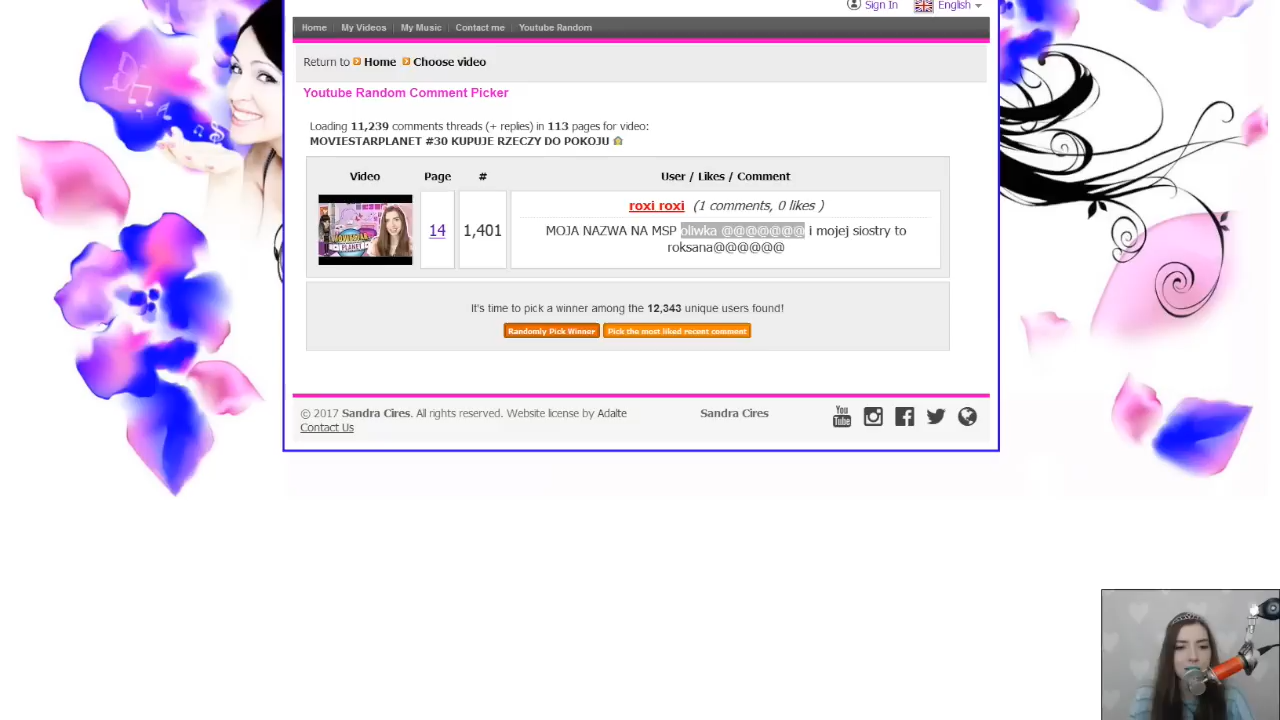 Sign In English
Home My Videos My Music Contact me Youtube Random
Return to Home Choose video
Youtube Random Comment Picker
Loading 11,239 comments threads (+ replies) in 113 pages for video:
MOVIESTARPLANET #30 KUPUJE RZECZY DO POKOJU
Video Page # User / Likes / Comment
roxi roxi (1 comments, 0 likes )
14 1,401 MOJA NAZWA NA MSP oliwka @@@@@@@ i mojej siostry to
roksana@@@@@@
It's time to pick a winner among the 12,343 unique users found!
Randomly Pick Winner Pick the most liked recent comment
© 2017 Sandra Cires. All rights reserved. Website license by Adalte Sandra Cires You Tube
Contact Us